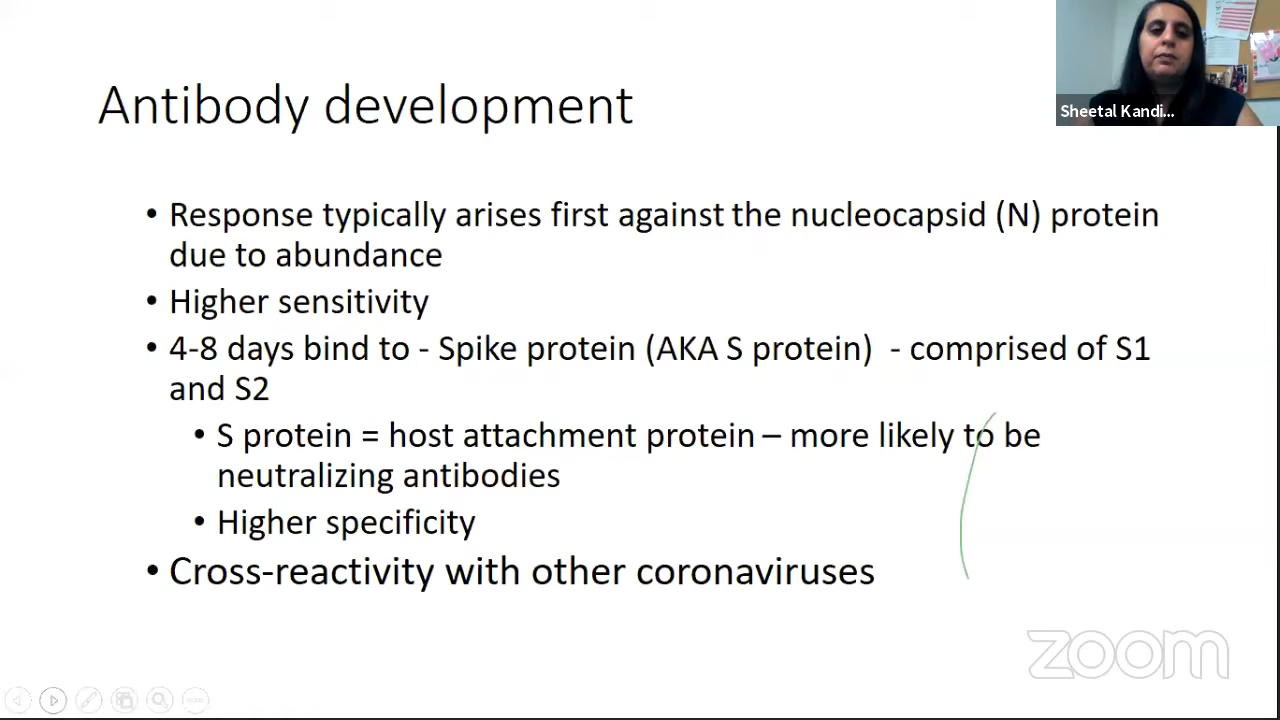 Sheetal Kandi...
Antibody development
• Response typically arises first against the nucleocapsid (N) protein
due to abundance
• Higher sensitivity
• 4-8 days bind to - Spike protein (AKA S protein)  - comprised of S1
and S2
• S protein = host attachment protein – more likely to be
neutralizing antibodies
• Higher specificity
• Cross-reactivity with other coronaviruses
zoom